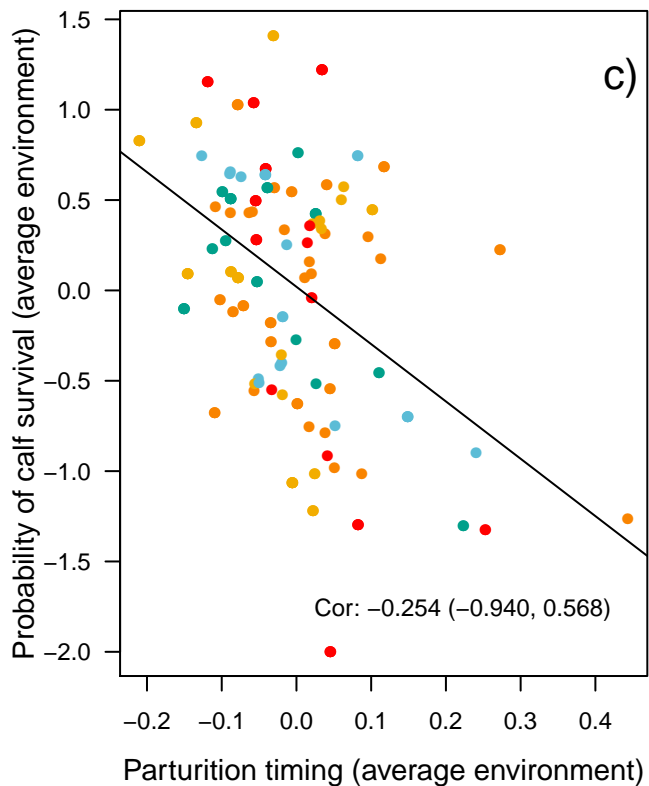 c)
1.5
1.0
0.5
0.0
−0.5
−1.0
−1.5
−2.0
Probability of calf survival (average environment)
Cor: −0.254 (−0.940, 0.568)
−0.2 −0.1 0.0 0.1 0.2 0.3 0.4
Parturition timing (average environment)